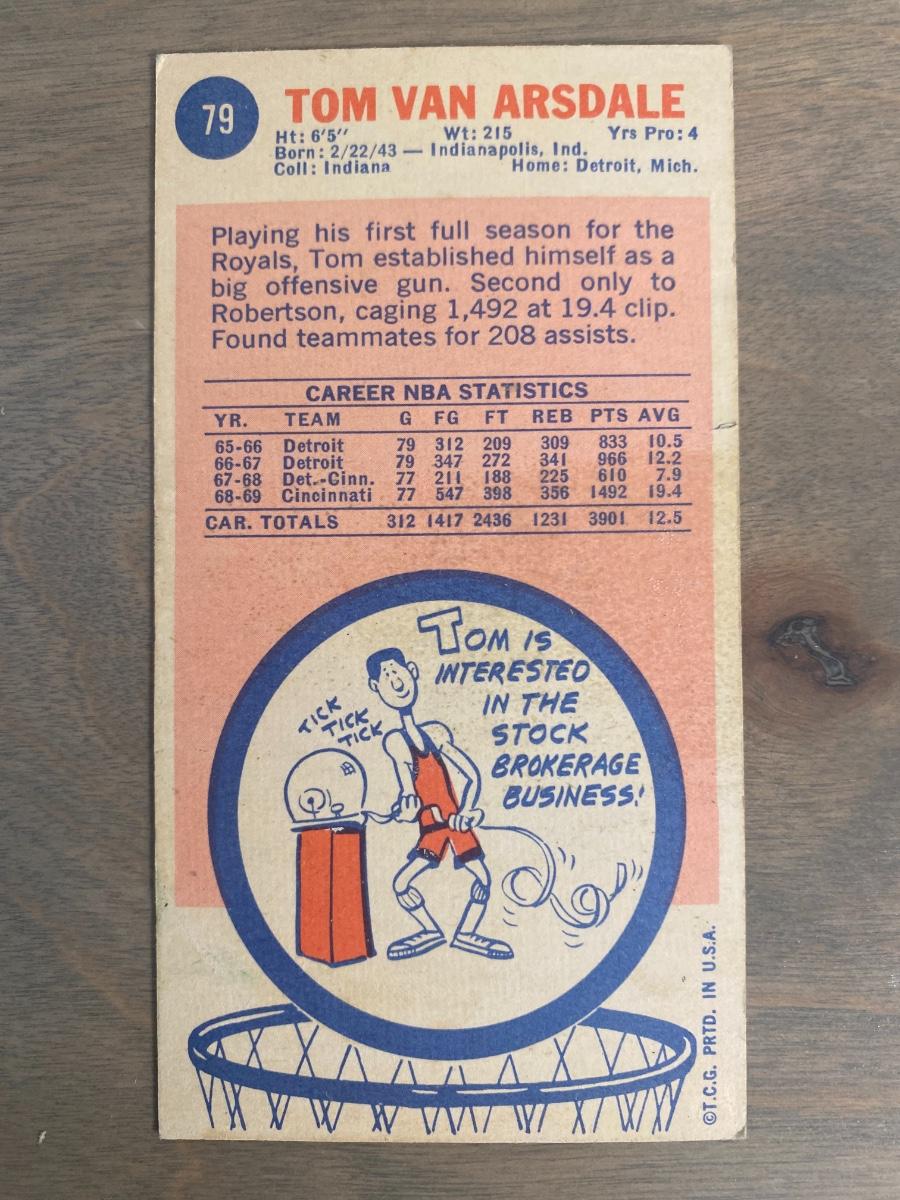 79
TOM VAN ARSDALE
Ht: 6'5" Wt: 215 Yrs Pro: 4
Born: 2/22/43 — Indianapolis, Ind.
Coll: Indiana Home: Detroit, Mich.
Playing his first full season for the
Royals, Tom established himself as a
big offensive gun. Second only to
Robertson, caging 1,492 at 19.4 clip.
Found teammates for 208 assists.
CAREER NBA STATISTICS
YR. TEAM G FG FT REB PTS AVG
65-66 Detroit 79 312 209 309 833 10.5
66-67 Detroit 79 347 272 341 966 12.2
67-68 Det.-Cinn. 77 211 188 225 610 7.9
68-69 Cincinnati 77 547 398 356 1492 19.4
CAR. TOTALS 312 1417 2436 1231 3901 12.5
TOM IS
INTERESTED
IN THE
STOCK
BROKERAGE
BUSINESS!
TICK
TICK
TICK
©T.C.G. PRTD. IN U.S.A.